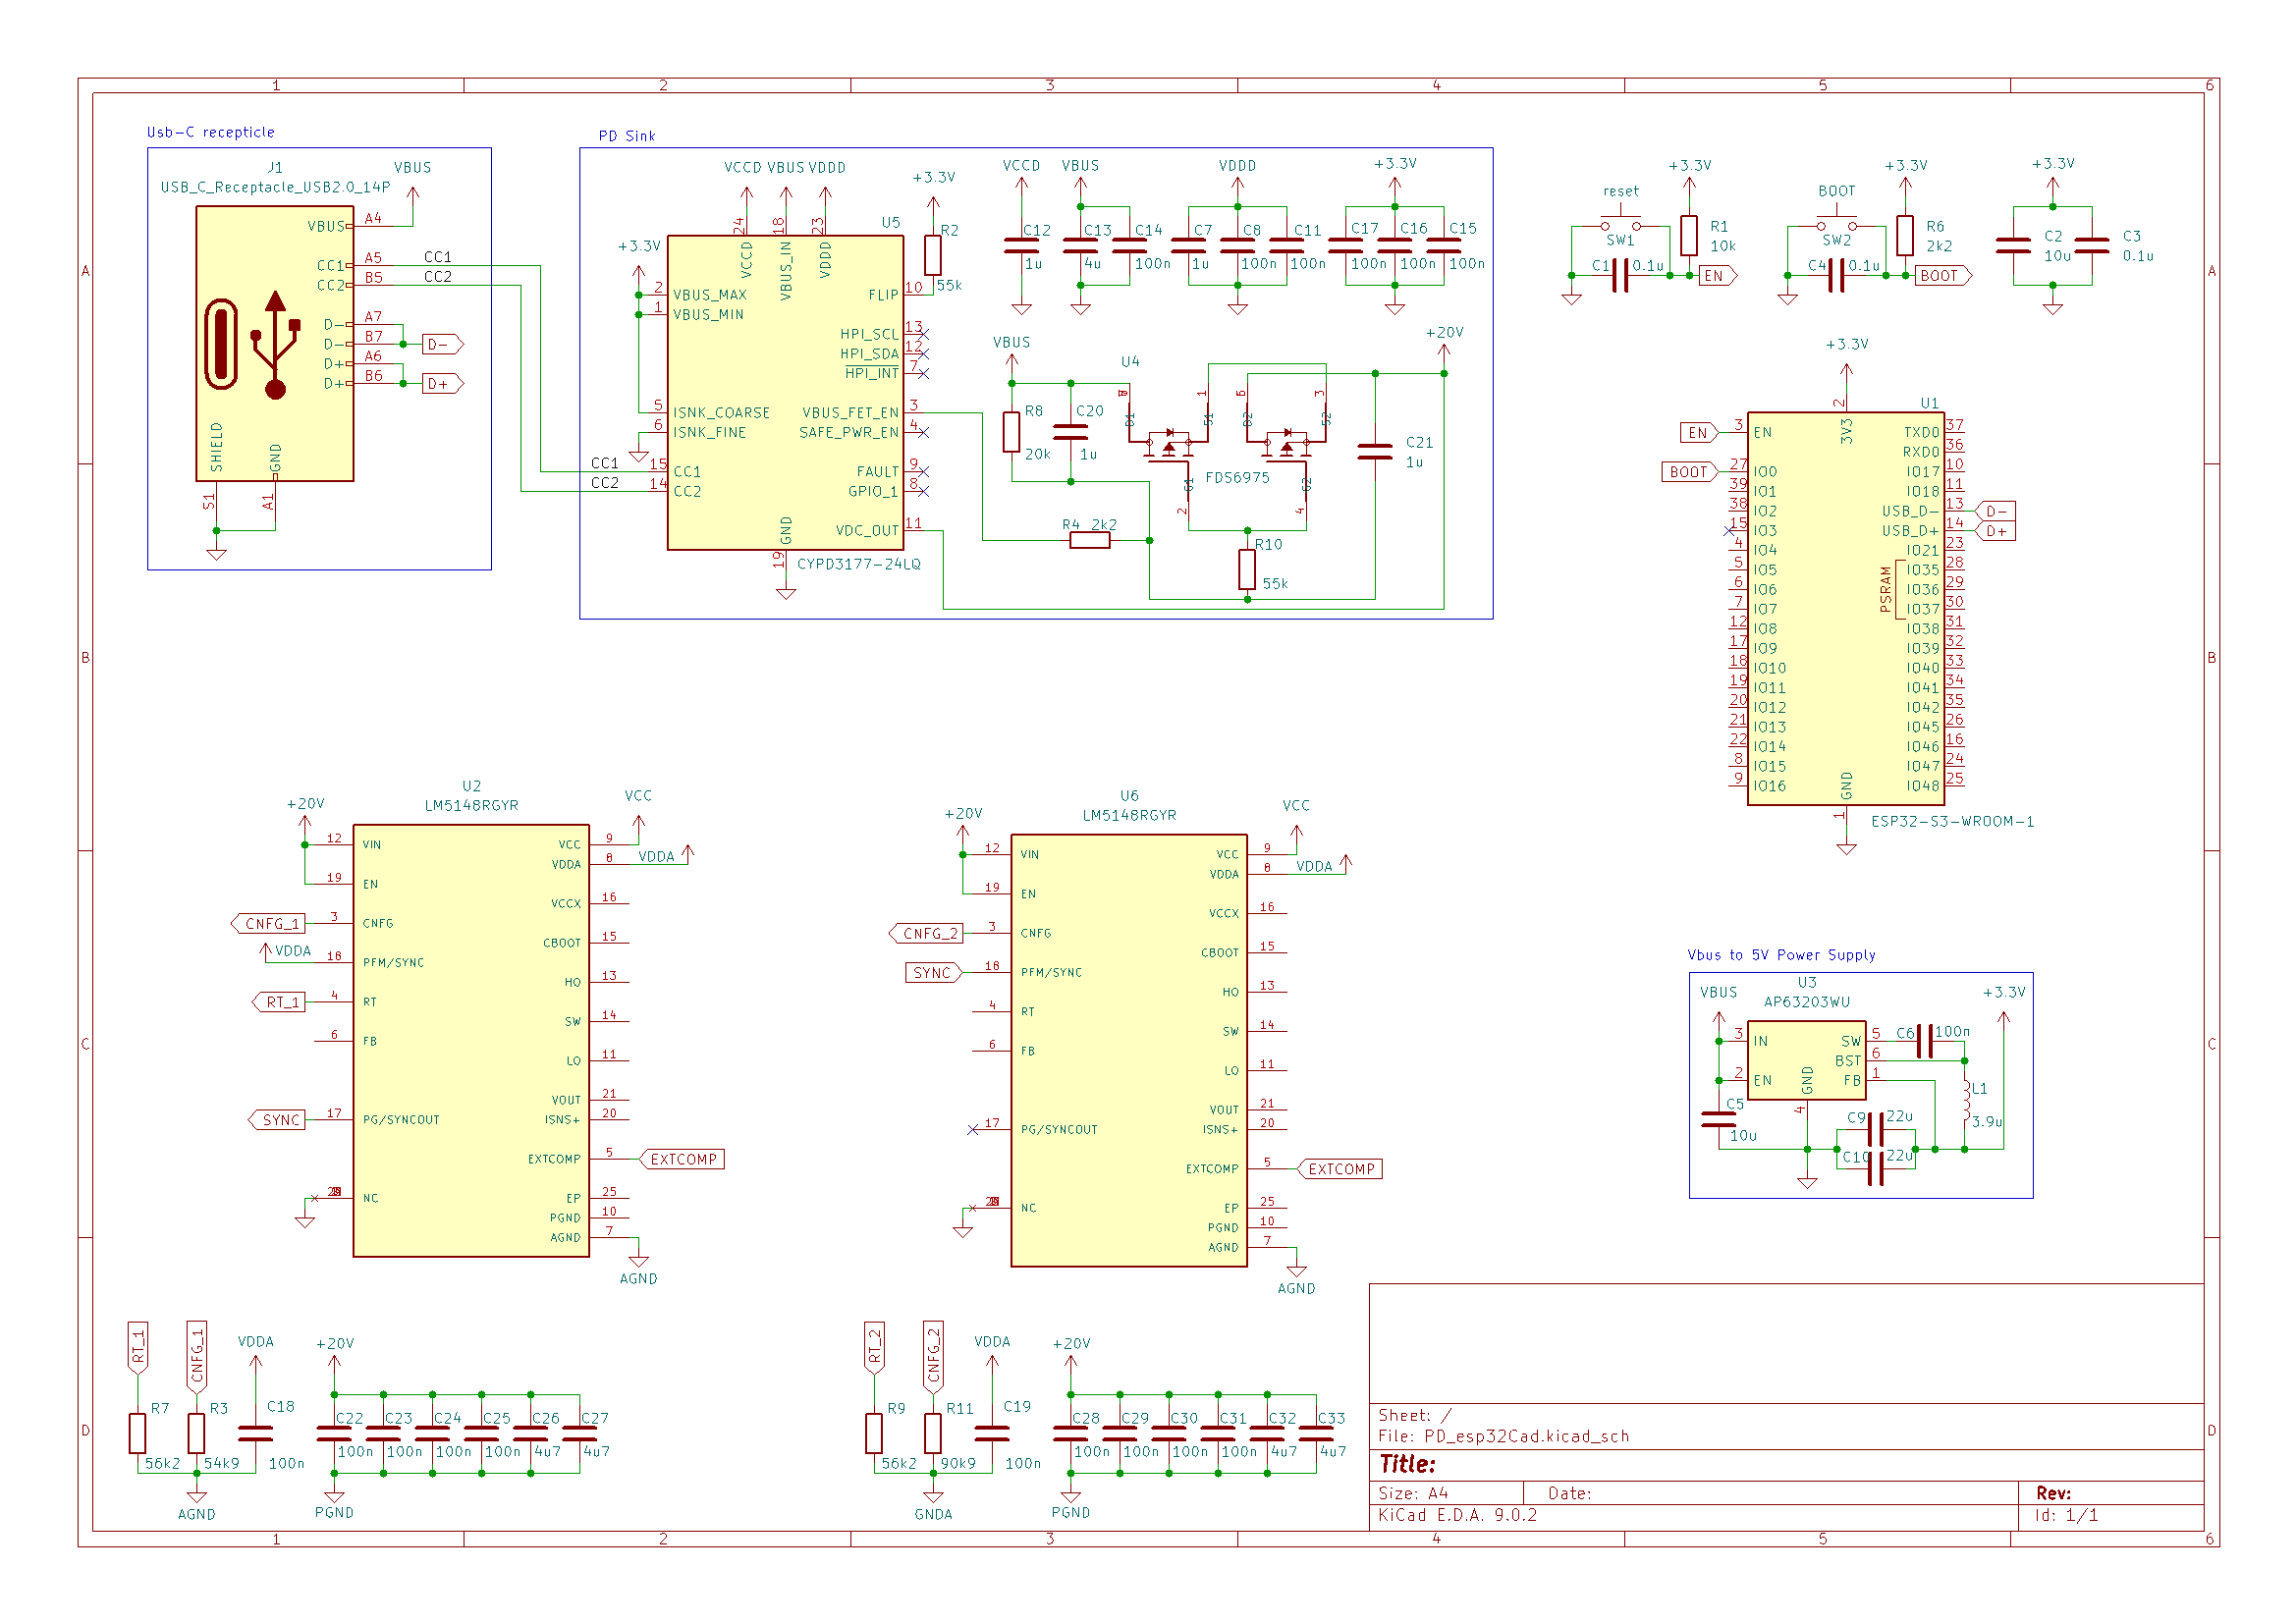 1 2 3 4 5 6
A
B
C
D
A
B
C
D
1 2 3 4 5 6
Usb-C recepticle
J1
USB_C_Receptacle_USB2.0_14P
VBUS
VBUS A4
CC1 A5 CC1
CC2 B5 CC2
D- A7
D- B7 D-
D+ A6
D+ B6 D+
SHIELD GND
S1 A1
PD Sink
VCCD VBUS VDDD
24 18 23
VCCD VBUS_IN VDDD
U5
+3.3V
R2
55k
+3.3V
2 VBUS_MAX
1 VBUS_MIN
5 ISNK_COARSE
6 ISNK_FINE
CC1 15 CC1
CC2 14 CC2
FLIP 10
HPI_SCL 13
HPI_SDA 12
HPI_INT 7
VBUS_FET_EN 3
SAFE_PWR_EN 4
FAULT 9
GPIO_1 8
VDC_OUT 11
GND
19
CYPD3177-24LQ
VCCD VBUS VDDD +3.3V
C12 C13 C14 C7 C8 C11 C17 C16 C15
1u 4u 100n 1u 100n 100n 100n 100n 100n
VBUS
U4
+20V
R8
20k
C20
1u
D1 S1 D2 S2
1 3
G1 G2
2 4
FDS6975
C21
1u
R4 2k2
R10
55k
reset
SW1
C1 0.1u
+3.3V
R1
10k
EN
BOOT
SW2
C4 0.1u
+3.3V
R6
2k2
BOOT
+3.3V
C2
10u
C3
0.1u
+3.3V
2
U1
3V3
EN 3 EN
BOOT 27 IO0
39 IO1
38 IO2
15 IO3
4 IO4
5 IO5
6 IO6
7 IO7
12 IO8
17 IO9
18 IO10
19 IO11
20 IO12
21 IO13
22 IO14
8 IO15
9 IO16
TXD0 37
RXD0 36
IO17 10
IO18 11
USB_D- 13 D-
USB_D+ 14 D+
IO21 23
IO35 28
IO36 29
IO37 30
IO38 31
IO39 32
IO40 33
IO41 34
IO42 35
IO45 26
IO46 16
IO47 24
IO48 25
PSRAM
GND
1
ESP32-S3-WROOM-1
U2
LM5148RGYR
+20V
VCC
VDDA
12 VIN
19 EN
CNFG_1 3 CNFG
VDDA
18 PFM/SYNC
RT_1 4 RT
6 FB
SYNC 17 PG/SYNCOUT
NC
VCC 9
VDDA 8
VCCX 16
CBOOT 15
HO 13
SW 14
LO 11
VOUT 21
ISNS+ 20
EXTCOMP 5 EXTCOMP
EP 25
PGND 10
AGND 7
AGND
U6
LM5148RGYR
+20V
VCC
VDDA
12 VIN
19 EN
CNFG_2 3 CNFG
SYNC 18 PFM/SYNC
4 RT
6 FB
17 PG/SYNCOUT
NC
VCC 9
VDDA 8
VCCX 16
CBOOT 15
HO 13
SW 14
LO 11
VOUT 21
ISNS+ 20
EXTCOMP 5 EXTCOMP
EP 25
PGND 10
AGND 7
AGND
Vbus to 5V Power Supply
VBUS
U3
AP63203WU
+3.3V
3 IN
2 EN
SW 5
BST 6
FB 1
GND
4
C6 100n
L1
3.9u
C5
10u
C9 22u
C10 22u
RT_1 CNFG_1 VDDA +20V
R7 R3 C18 C22 C23 C24 C25 C26 C27
56k2 54k9 100n 100n 100n 100n 100n 4u7 4u7
AGND PGND
RT_2 CNFG_2 VDDA +20V
R9 R11 C19 C28 C29 C30 C31 C32 C33
56k2 90k9 100n 100n 100n 100n 100n 4u7 4u7
GNDA PGND
Sheet: /
File: PD_esp32Cad.kicad_sch
Title:
Size: A4 Date: Rev:
KiCad E.D.A. 9.0.2 Id: 1/1